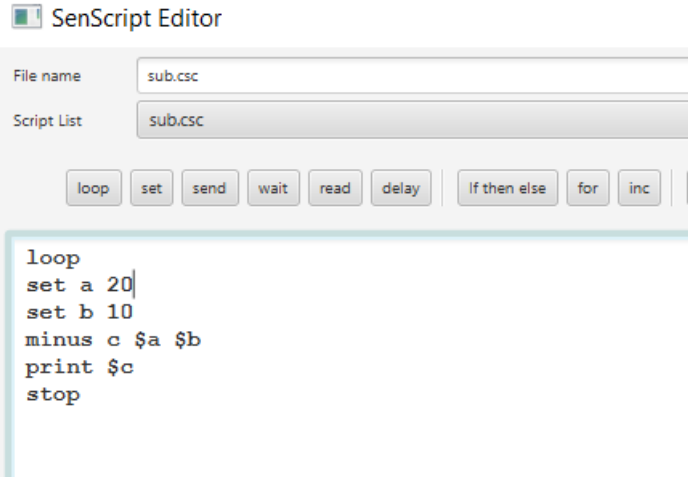 SenScript Editor
File name sub.csc
Script List sub.csc
loop set send wait read delay If then else for inc
loop
set a 20
set b 10
minus c $a $b
print $c
stop